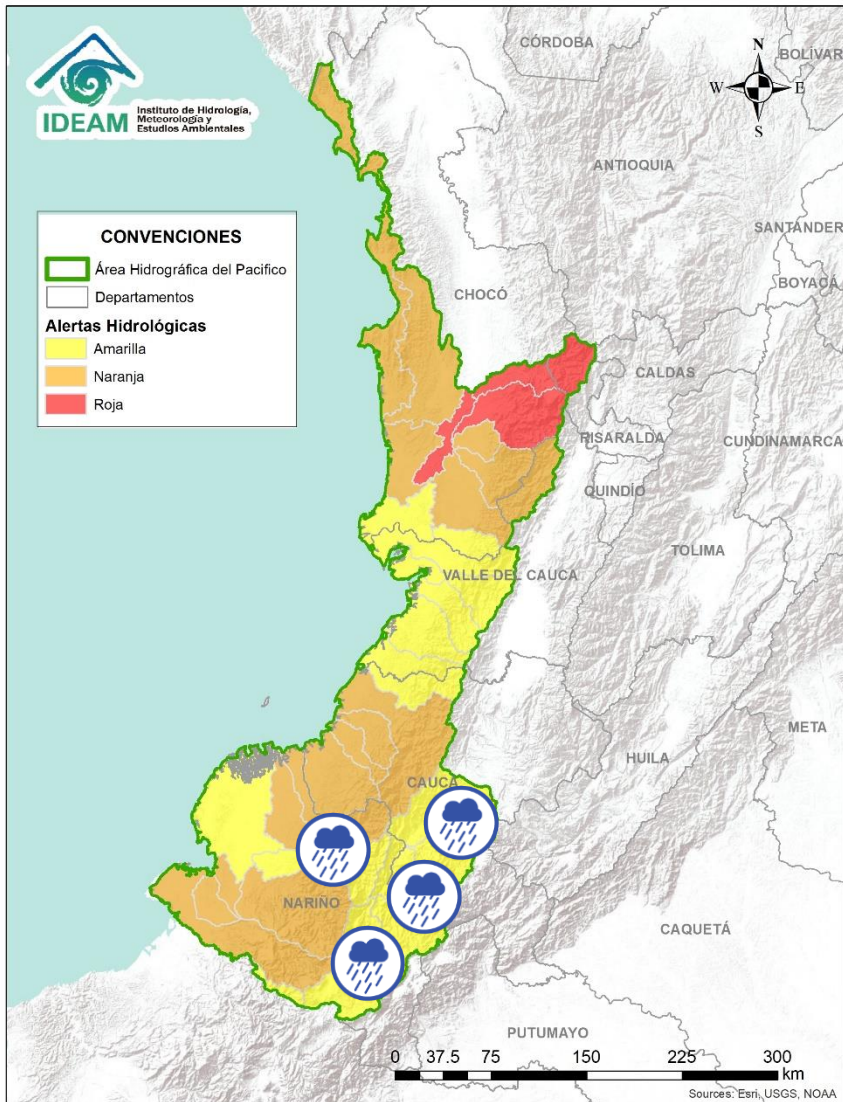 IDEAM
Instituto de Hidrología,
Meteorología y
Estudios Ambientales
CÓRDOBA
BOLÍVAR
N
W
E
S
ANTIOQUIA
SANTANDER
BOYACÁ
CONVENCIONES
Área Hidrográfica del Pacifico
Departamentos
Alertas Hidrológicas
Amarilla
Naranja
Roja
CHOCÓ
CALDAS
RISARALDA
CUNDINAMARCA
QUINDÍO
TOLIMA
VALLE DEL CAUCA
META
HUILA
CAUCA
NARIÑO
CAQUETÁ
PUTUMAYO
0 37.5 75 150 225 300
km
Sources: Esri, USGS, NOAA